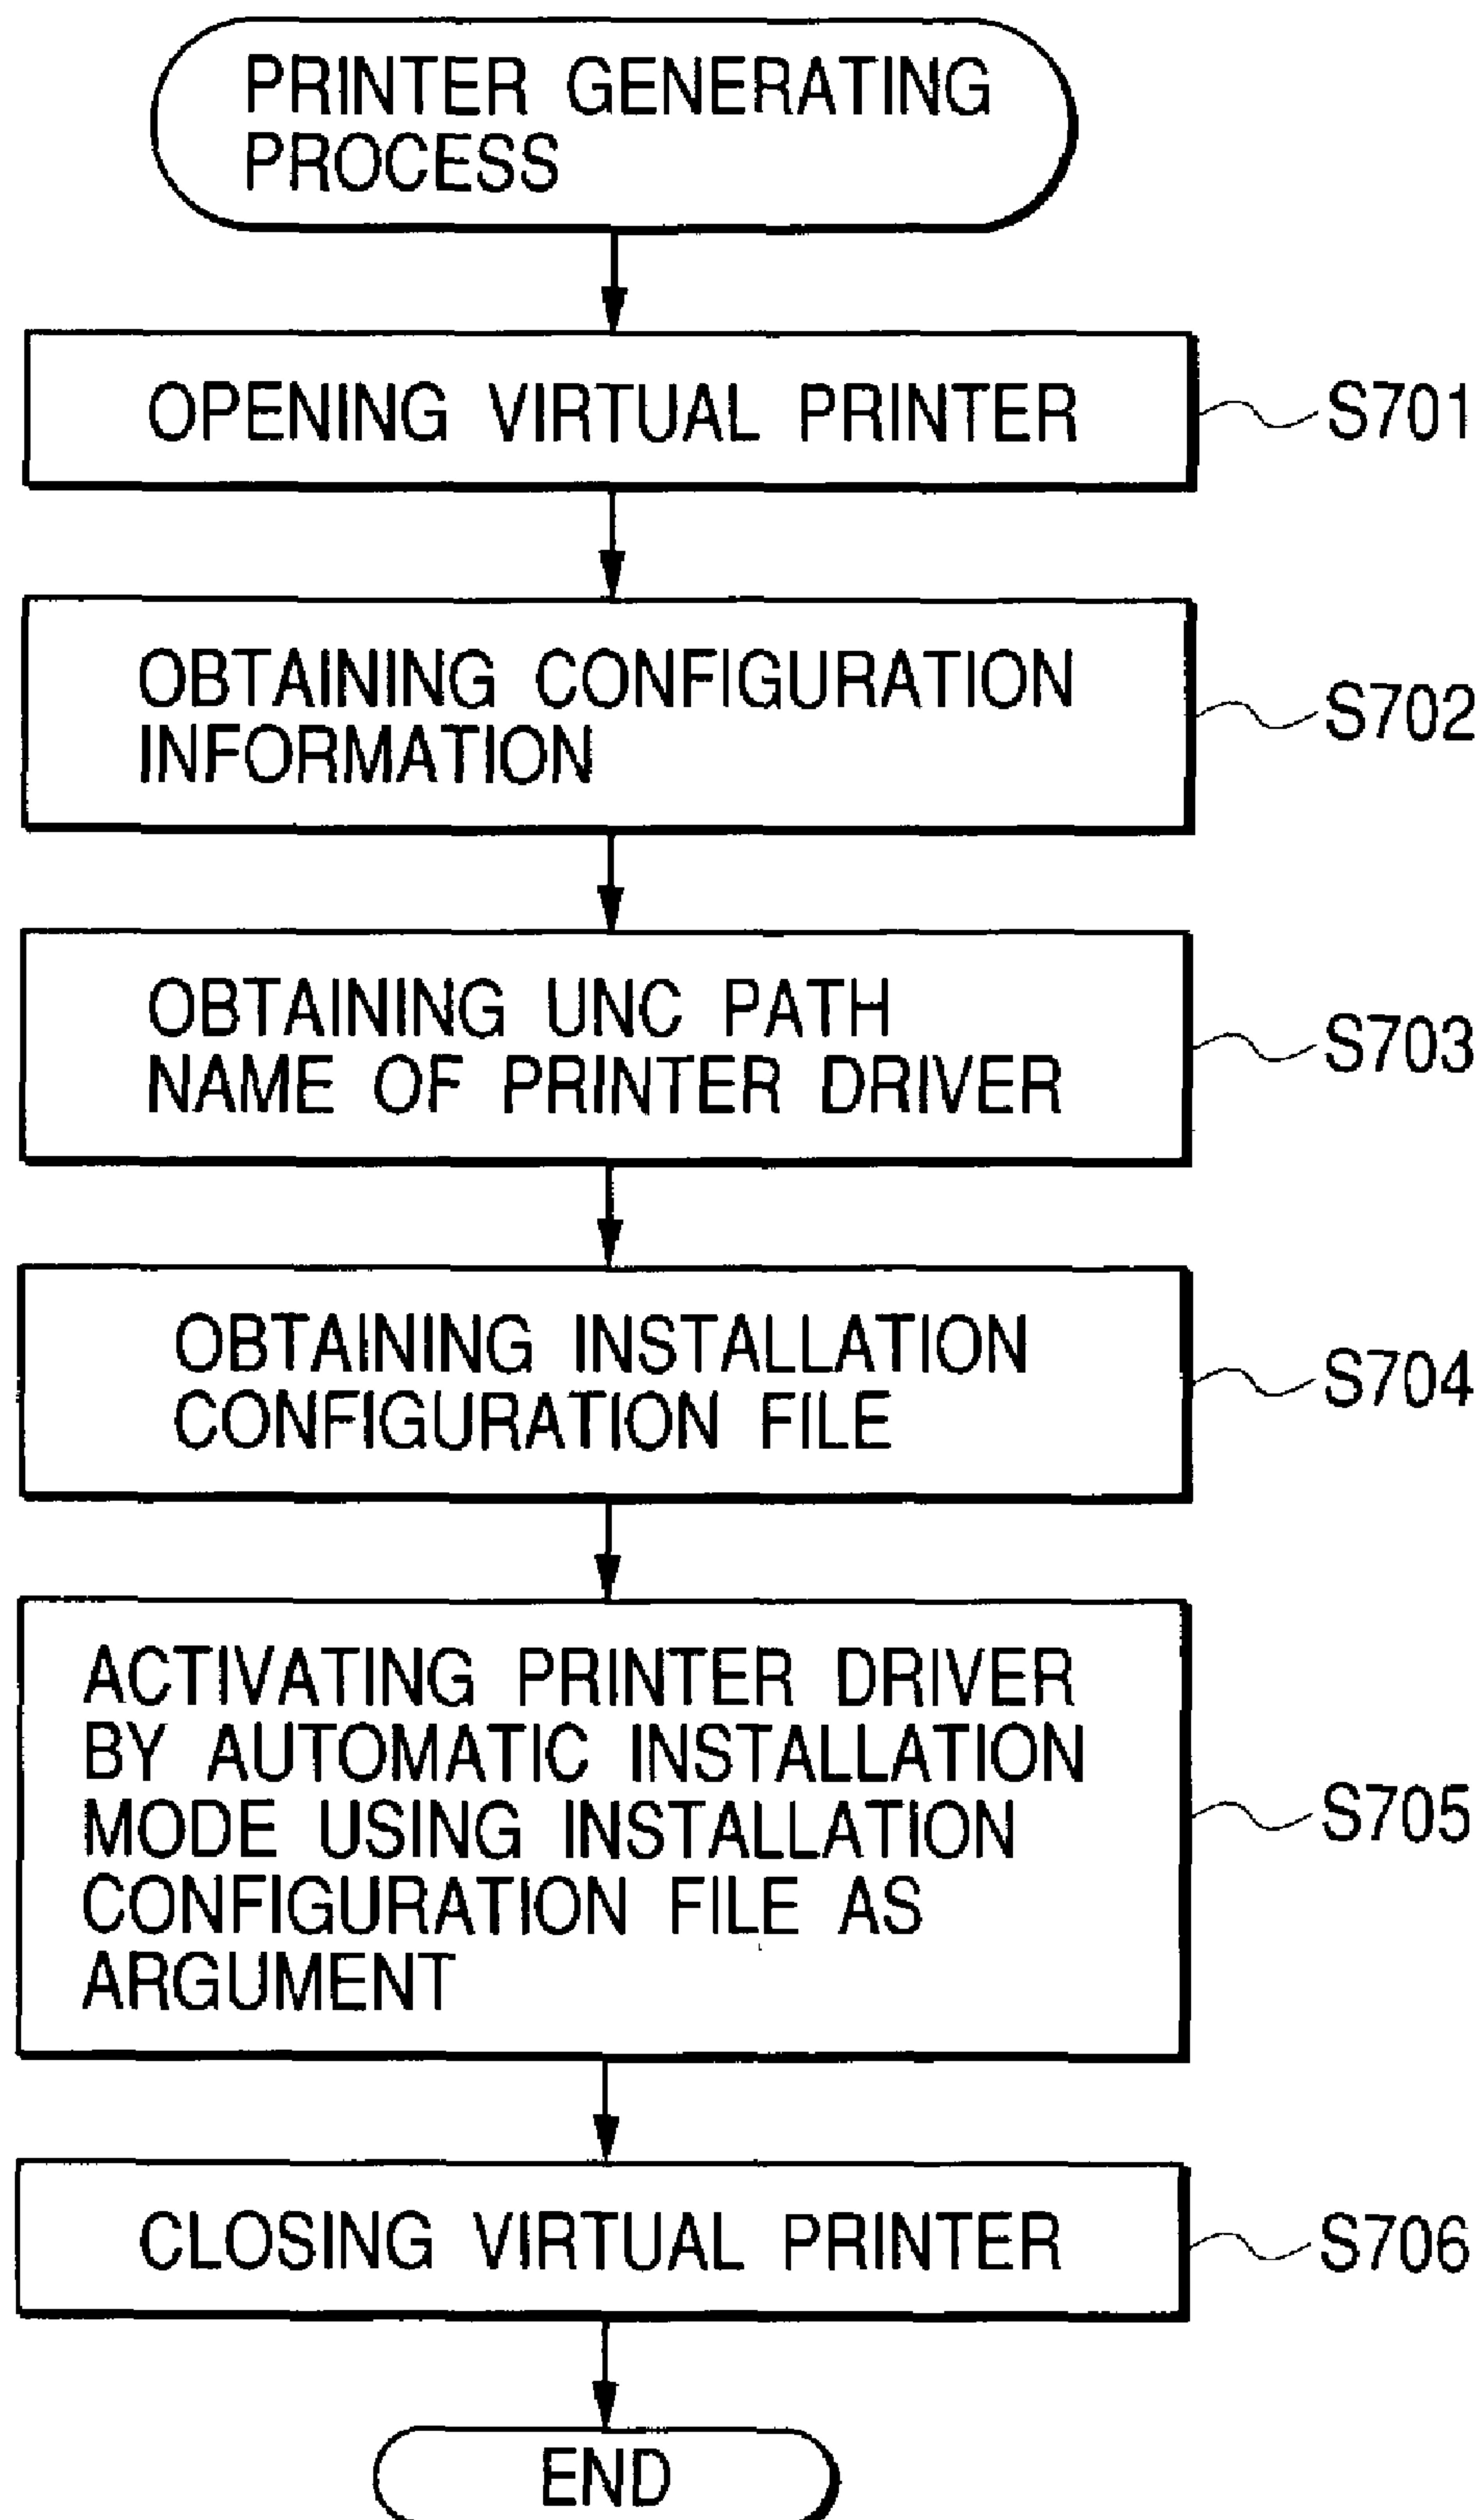 PRINTER GENERATING
PROCESS
OPENING VIRTUAL PRINTER
S701
OBTAINING CONFIGURATION
INFORMATION
S702
OBTAINING UNC PATH
NAME OF PRINTER DRIVER
S703
OBTAINING INSTALLATION
CONFIGURATION FILE
S704
ACTIVATING PRINTER DRIVER
BY AUTOMATIC INSTALLATION
MODE USING INSTALLATION
CONFIGURATION FILE AS
ARGUMENT
S705
CLOSING VIRTUAL PRINTER
S706
END